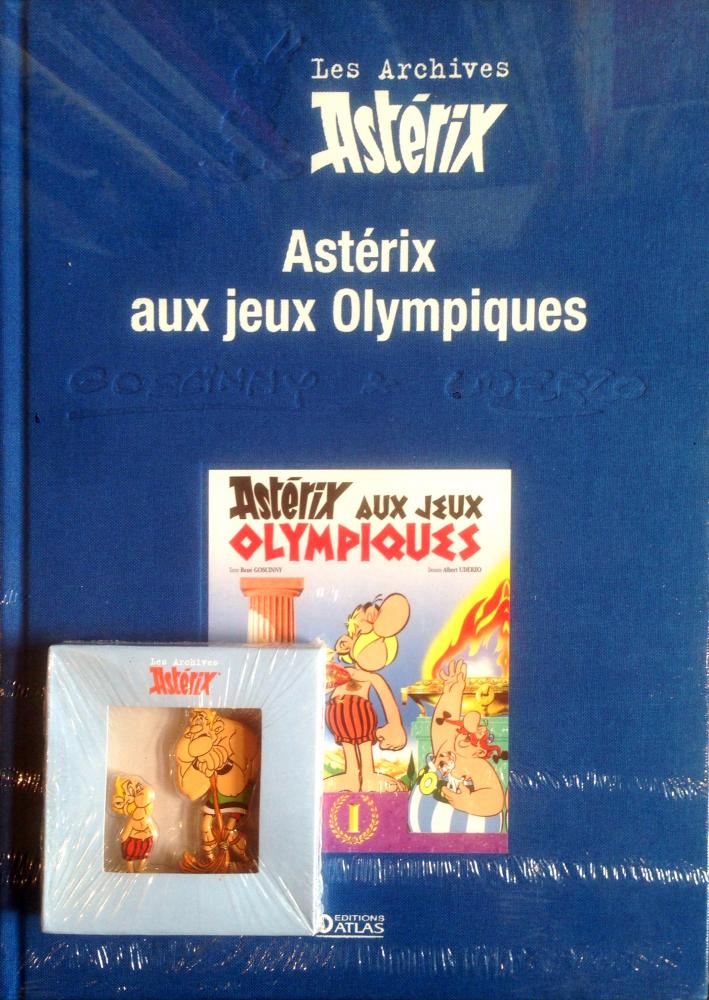 Les Archives
Astérix
Astérix
aux jeux Olympiques
GOSCINNY & UDERZO
Astérix AUX JEUX
OLYMPIQUES
Texte René GOSCINNY
Dessins Albert UDERZO
I
Les Archives
Astérix
EDITIONS
ATLAS